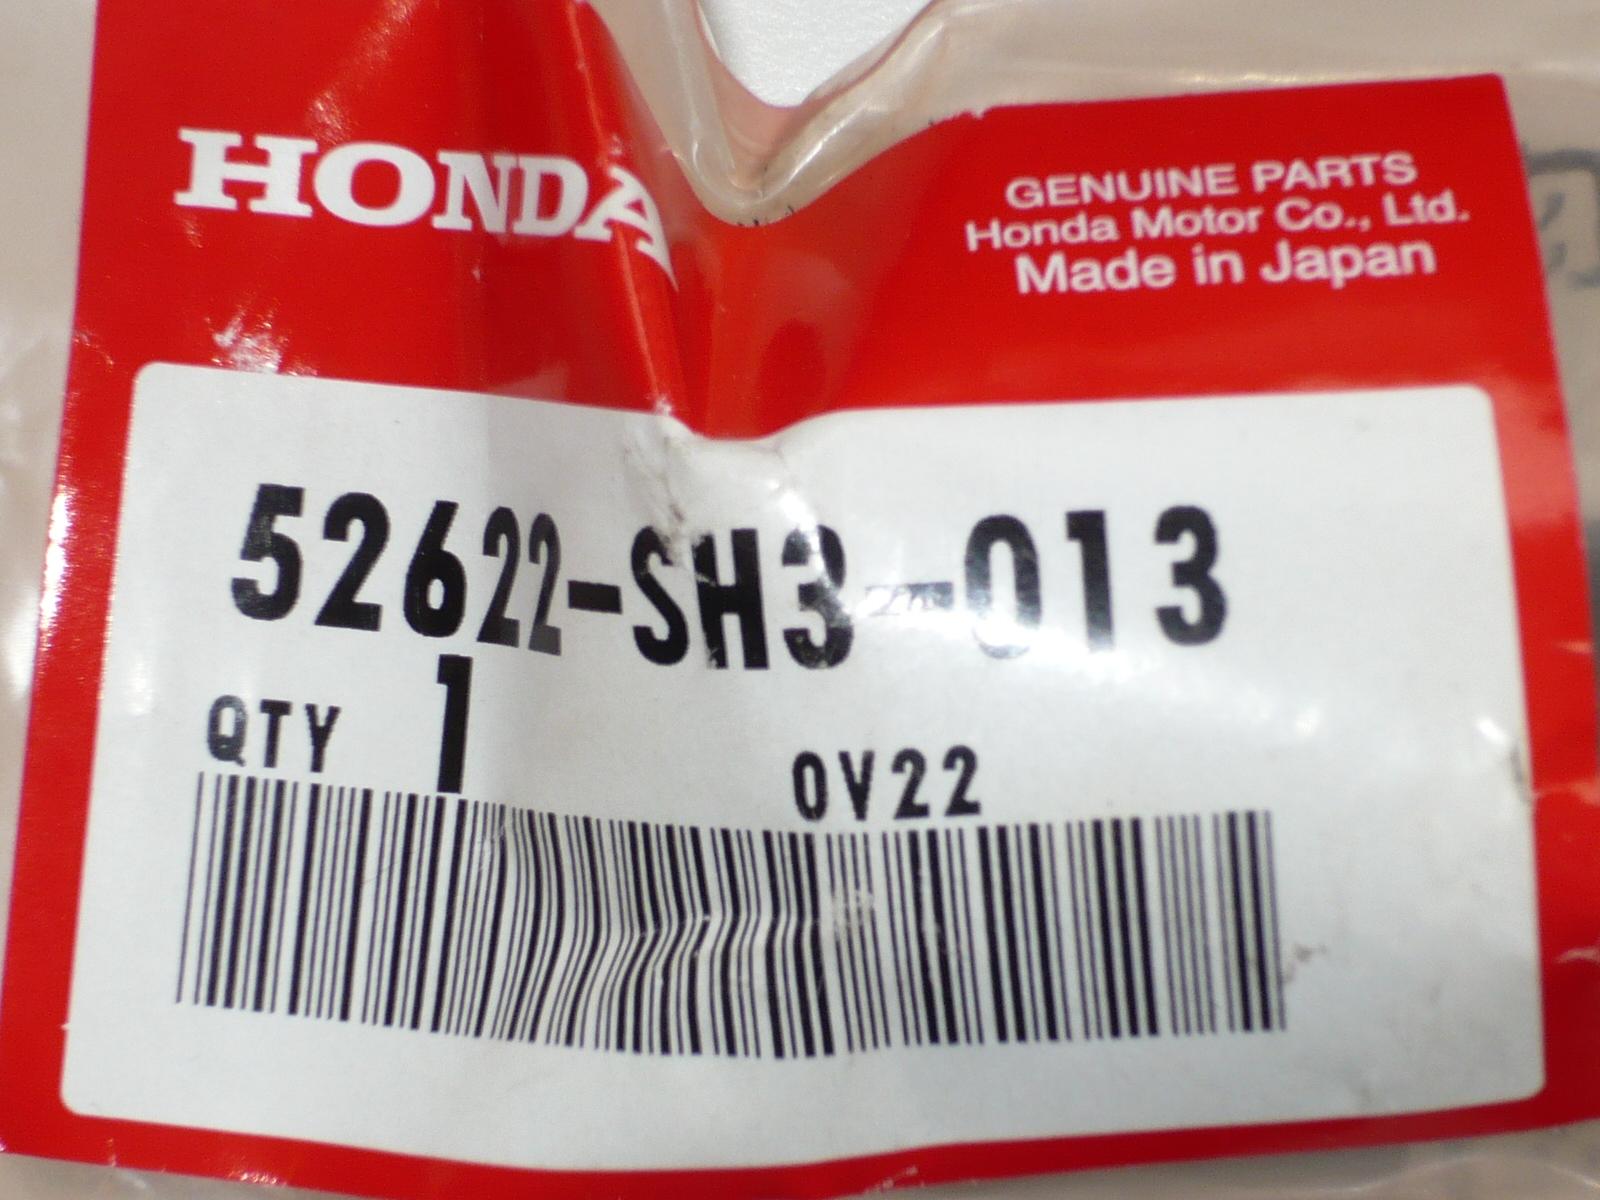 HONDA
GENUINE PARTS
Honda Motor Co., Ltd.
Made in Japan
52622-SH3-013
QTY 1
0V22